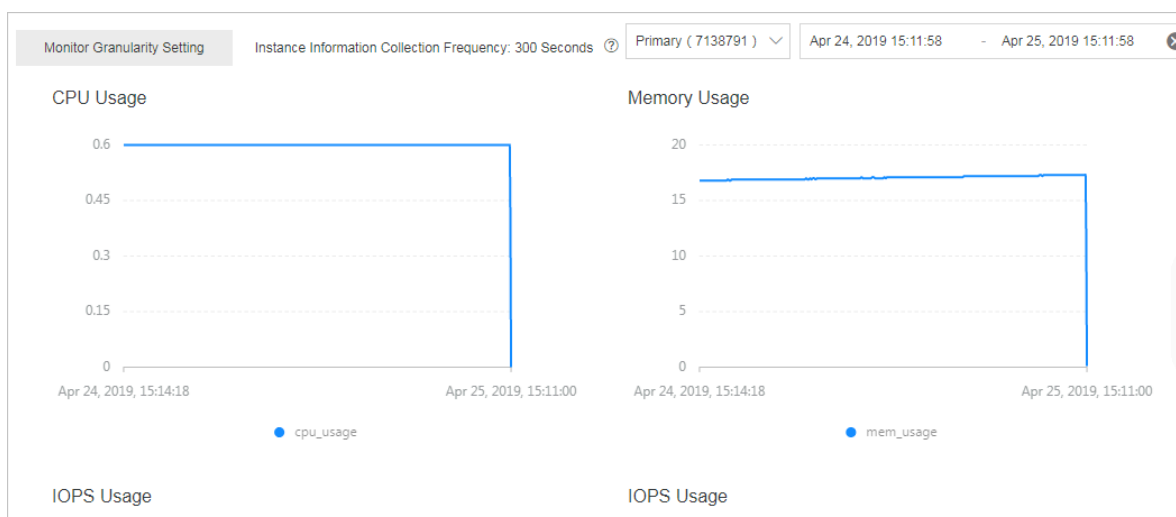 Monitor Granularity Setting
Instance Information Collection Frequency: 300 Seconds ?
Primary ( 7138791 )
Apr 24, 2019 15:11:58 - Apr 25, 2019 15:11:58
CPU Usage
0.6
0.45
0.3
0.15
0
Apr 24, 2019, 15:14:18
Apr 25, 2019, 15:11:00
cpu_usage
Memory Usage
20
15
10
5
0
Apr 24, 2019, 15:14:18
Apr 25, 2019, 15:11:00
mem_usage
IOPS Usage
IOPS Usage